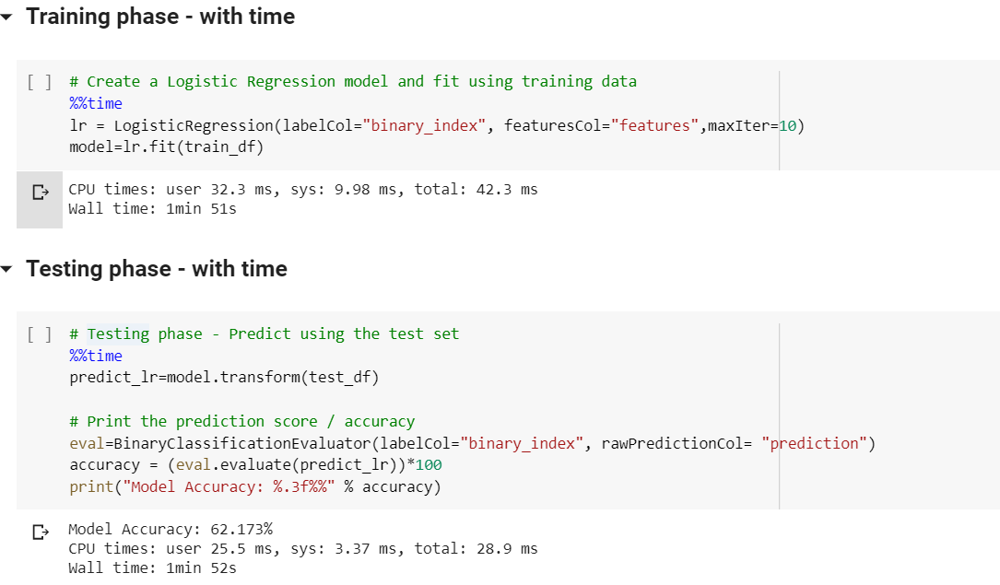 Training phase - with time
[ ] # Create a Logistic Regression model and fit using training data
%%time
lr = LogisticRegression(labelCol="binary_index", featuresCol="features",maxIter=10)
model=lr.fit(train_df)
CPU times: user 32.3 ms, sys: 9.98 ms, total: 42.3 ms
Wall time: 1min 51s
Testing phase - with time
[ ] # Testing phase - Predict using the test set
%%time
predict_lr=model.transform(test_df)
# Print the prediction score / accuracy
eval=BinaryClassificationEvaluator(labelCol="binary_index", rawPredictionCol= "prediction")
accuracy = (eval.evaluate(predict_lr))*100
print("Model Accuracy: %.3f%%" % accuracy)
Model Accuracy: 62.173%
CPU times: user 25.5 ms, sys: 3.37 ms, total: 28.9 ms
Wall time: 1min 52s